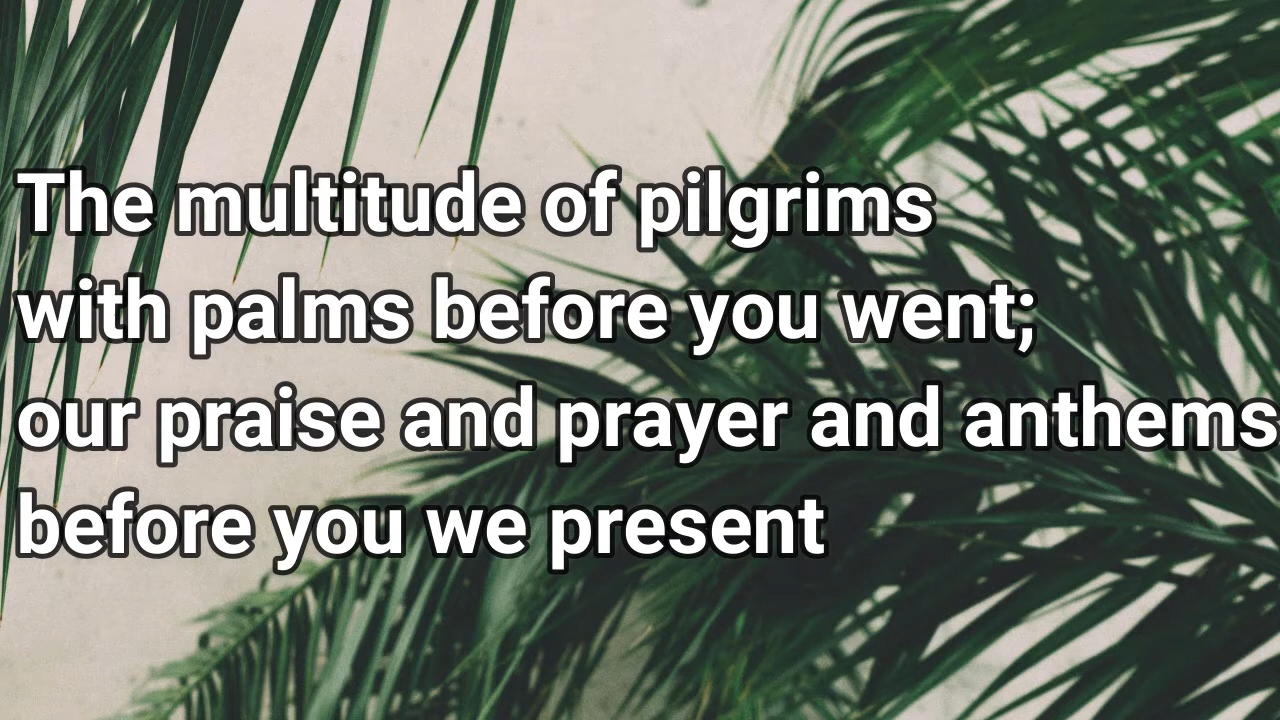 The multitude of pilgrims
with palms before you went;
our praise and prayer and anthems
before you we present